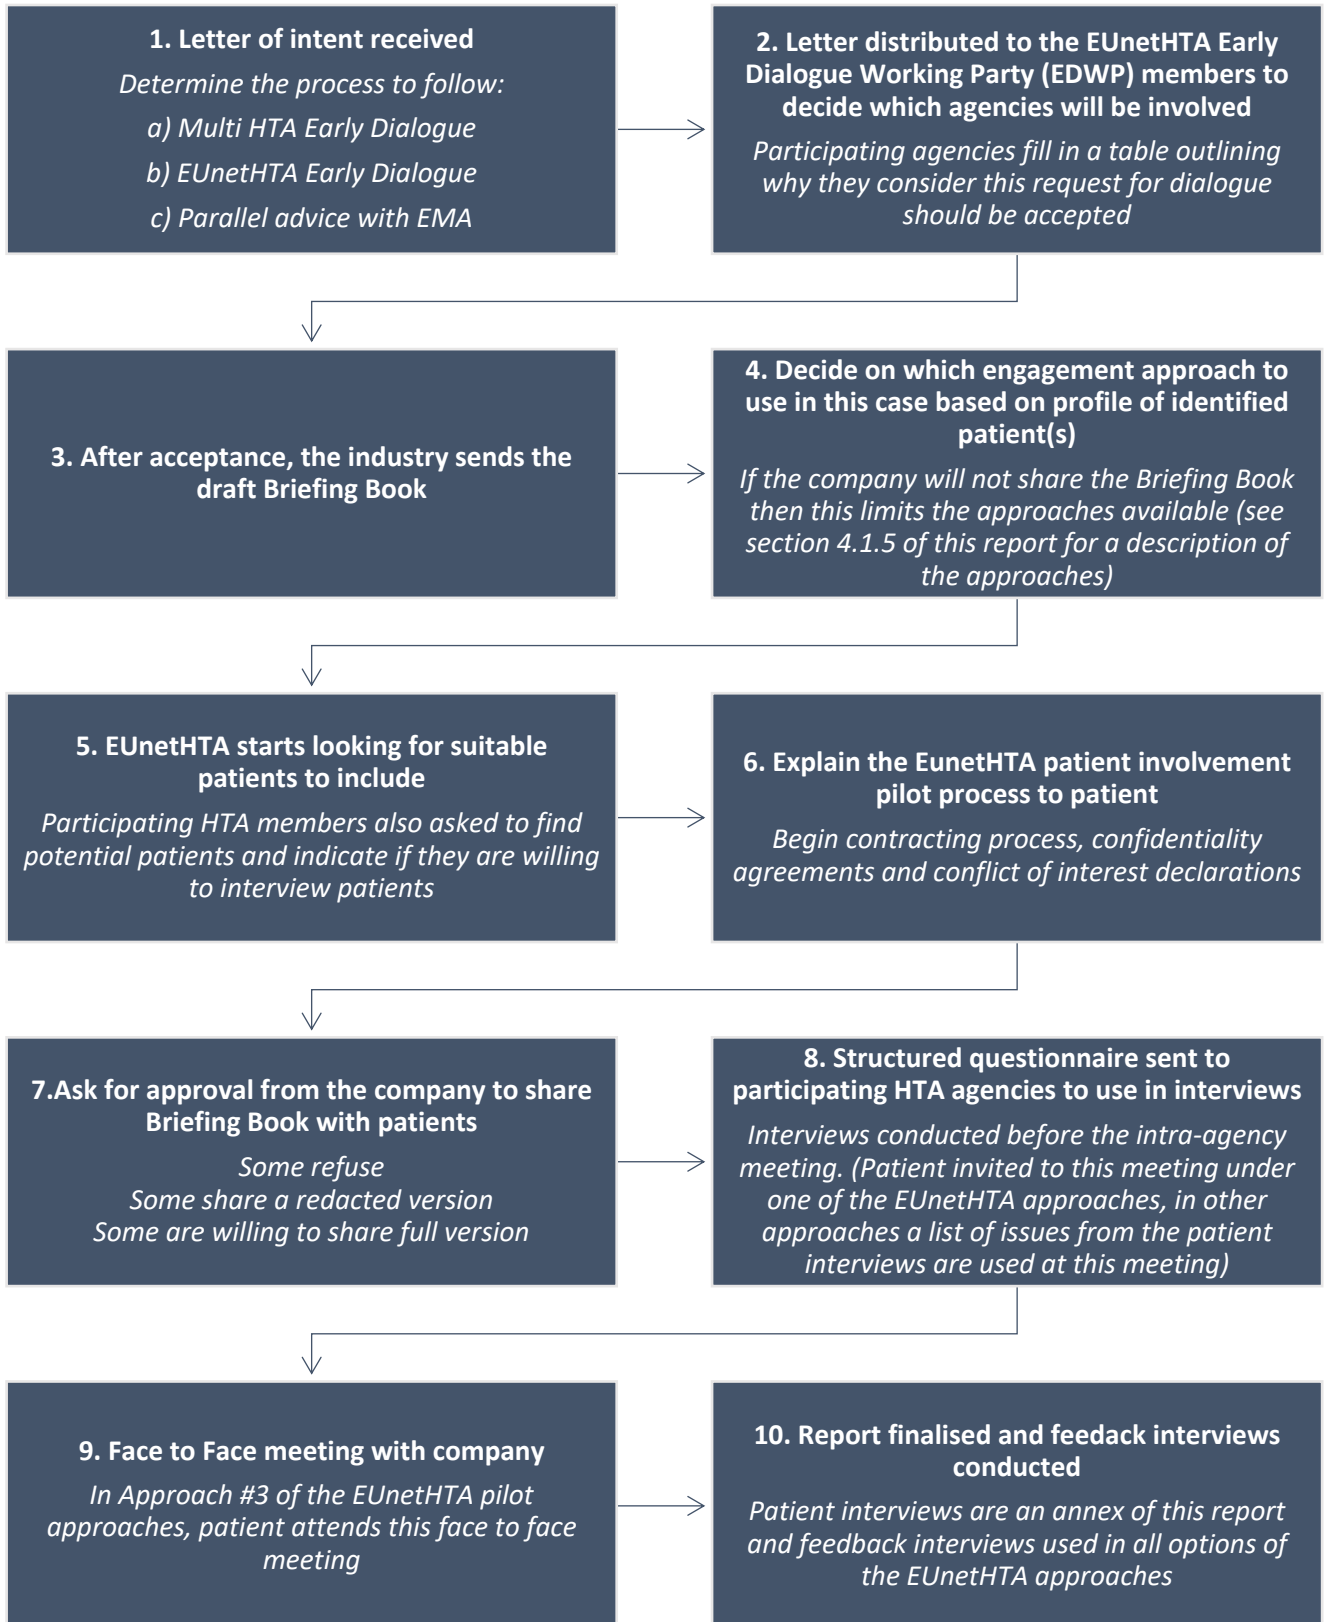 1. Letter of intent received
Determine the process to follow:
a) Multi HTA Early Dialogue
b) EUnetHTA Early Dialogue
c) Parallel advice with EMA
2. Letter distributed to the EUnetHTA Early
Dialogue Working Party (EDWP) members to
decide which agencies will be involved
Participating agencies fill in a table outlining
why they consider this request for dialogue
should be accepted
3. After acceptance, the industry sends the
draft Briefing Book
4. Decide on which engagement approach to
use in this case based on profile of identified
patient(s)
If the company will not share the Briefing Book
then this limits the approaches available (see
section 4.1.5 of this report for a description of
the approaches)
5. EUnetHTA starts looking for suitable
patients to include
Participating HTA members also asked to find
potential patients and indicate if they are willing
to interview patients
6. Explain the EunetHTA patient involvement
pilot process to patient
Begin contracting process, confidentiality
agreements and conflict of interest declarations
7.Ask for approval from the company to share
Briefing Book with patients
Some refuse
Some share a redacted version
Some are willing to share full version
8. Structured questionnaire sent to
participating HTA agencies to use in interviews
Interviews conducted before the intra-agency
meeting. (Patient invited to this meeting under
one of the EUnetHTA approaches, in other
approaches a list of issues from the patient
interviews are used at this meeting)
9. Face to Face meeting with company
In Approach #3 of the EUnetHTA pilot
approaches, patient attends this face to face
meeting
10. Report finalised and feedack interviews
conducted
Patient interviews are an annex of this report
and feedback interviews used in all options of
the EUnetHTA approaches